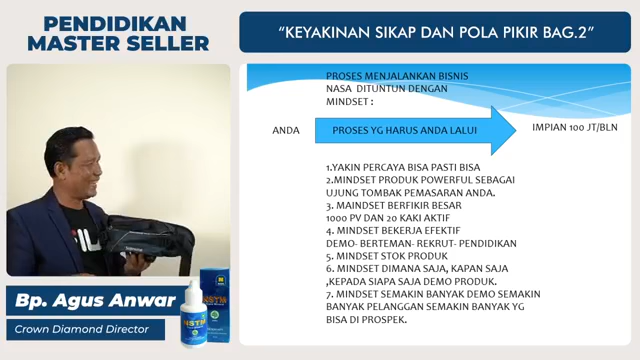 PENDIDIKAN
MASTER SELLER
“KEYAKINAN SIKAP DAN POLA PIKIR BAG.2”
PROSES MENJALANKAN BISNIS
NASA  DITUNTUN DENGAN
MINDSET :
ANDA
PROSES YG HARUS ANDA LALUI
IMPIAN 100 JT/BLN
1.YAKIN PERCAYA BISA PASTI BISA
2.MINDSET PRODUK POWERFUL SEBAGAI
UJUNG TOMBAK PEMASARAN ANDA.
3. MAINDSET BERFIKIR BESAR
1000 PV DAN 20 KAKI AKTIF
4. MINDSET BEKERJA EFEKTIF
DEMO- BERTEMAN- REKRUT- PENDIDIKAN
5. MINDSET STOK PRODUK
6. MINDSET DIMANA SAJA, KAPAN SAJA
,KEPADA SIAPA SAJA DEMO PRODUK.
7. MINDSET SEMAKIN BANYAK DEMO SEMAKIN
BANYAK PELANGGAN SEMAKIN BANYAK YG
BISA DI PROSPEK.
Bp. Agus Anwar
Crown Diamond Director
NSTM
NSTM